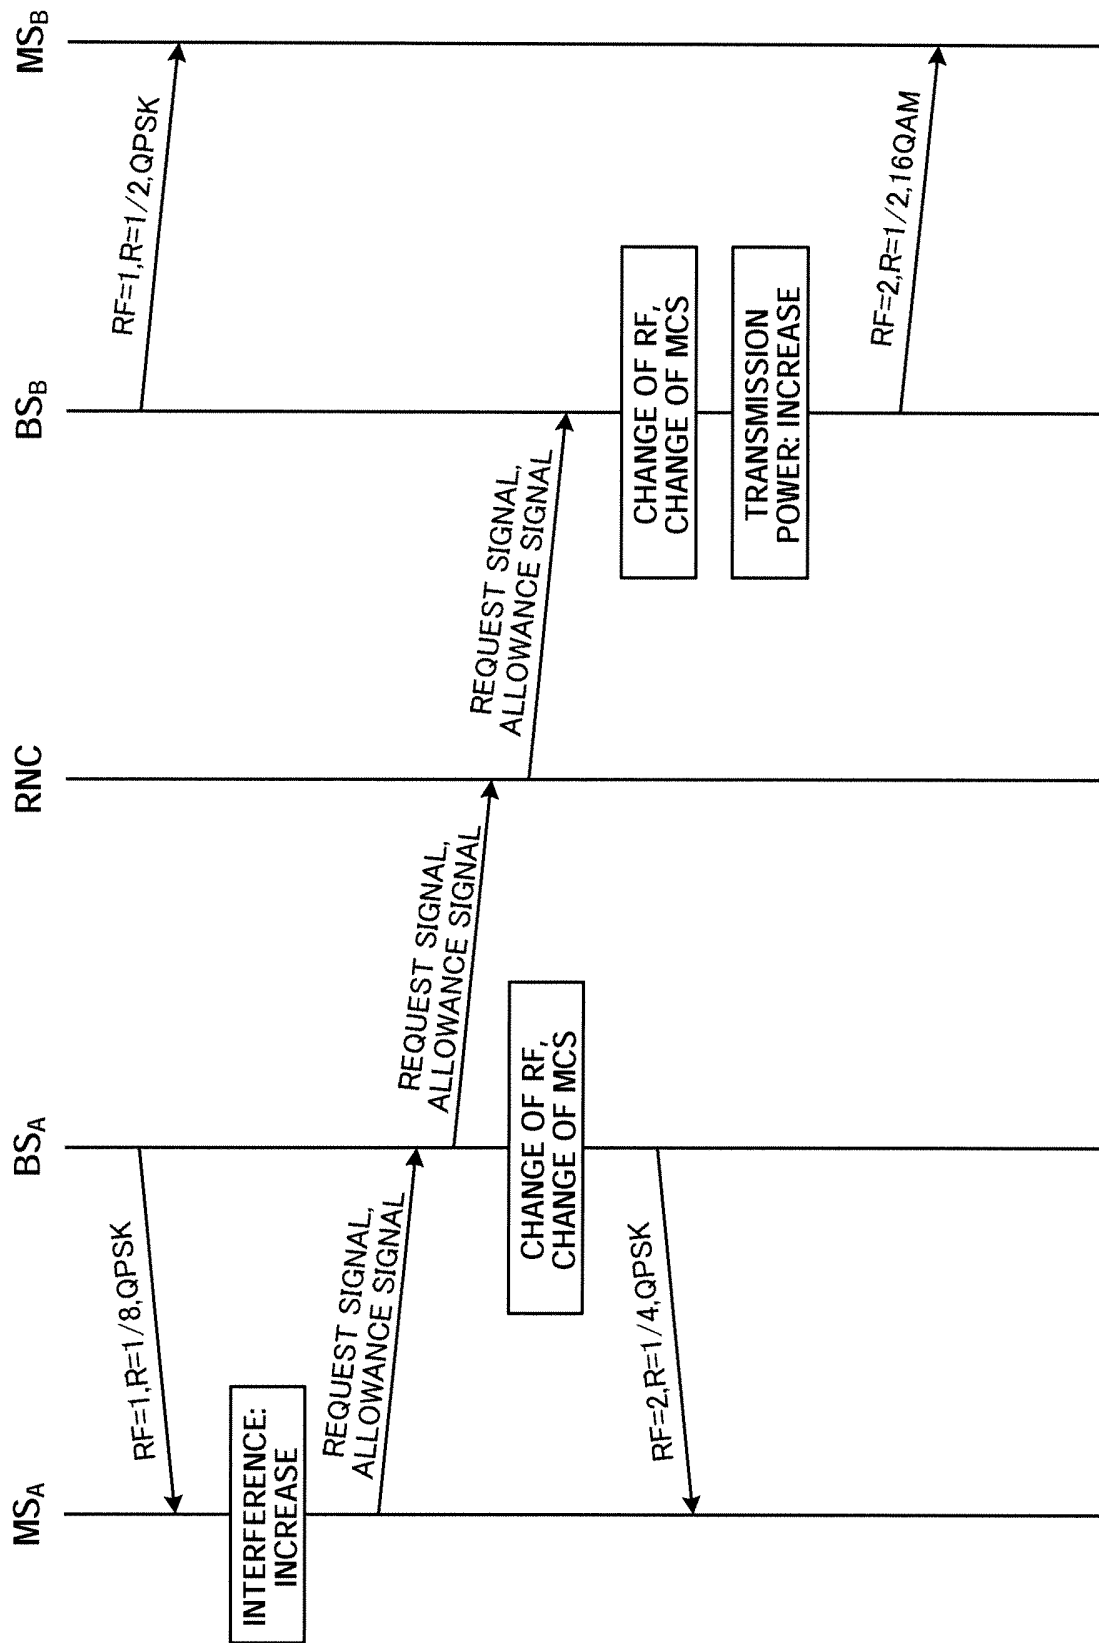 MSA
BSA
RNC
BSB
MSB
RF=1,R=1/8,QPSK
RF=1,R=1/2,QPSK
INTERFERENCE:
INCREASE
REQUEST SIGNAL,
ALLOWANCE SIGNAL
REQUEST SIGNAL,
ALLOWANCE SIGNAL
REQUEST SIGNAL,
ALLOWANCE SIGNAL
CHANGE OF RF,
CHANGE OF MCS
CHANGE OF RF,
CHANGE OF MCS
RF=2,R=1/4,QPSK
TRANSMISSION
POWER: INCREASE
RF=2,R=1/2,16QAM